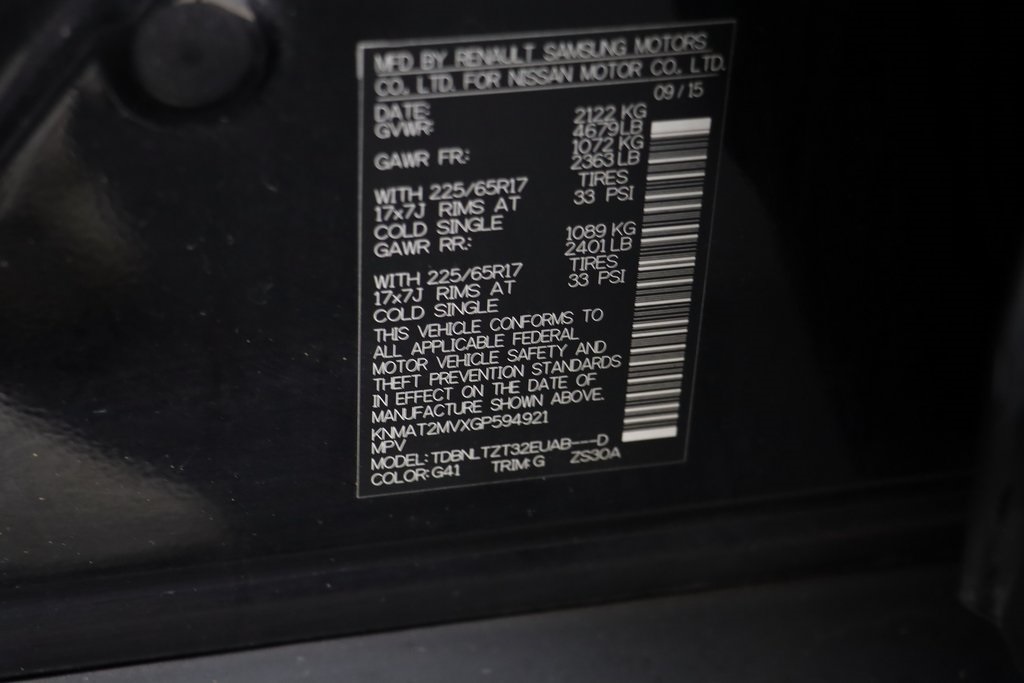 MFD BY RENAULT SAMSUNG MOTORS
CO., LTD. FOR NISSAN MOTOR CO., LTD.
09/15
DATE:
GVWR: 2122 KG
4679 LB
GAWR FR: 1072 KG
2363 LB
WITH 225/65R17 TIRES
17x7J RIMS AT 33 PSI
COLD SINGLE
GAWR RR: 1089 KG
2401 LB
WITH 225/65R17 TIRES
17x7J RIMS AT 33 PSI
COLD SINGLE
THIS VEHICLE CONFORMS TO
ALL APPLICABLE FEDERAL
MOTOR VEHICLE SAFETY AND
THEFT PREVENTION STANDARDS
IN EFFECT ON THE DATE OF
MANUFACTURE SHOWN ABOVE.
KNMAT2MVXGP594921
MPV
MODEL: TDBNLTZT32EUAB---D
COLOR: G41 TRIM: G ZS30A